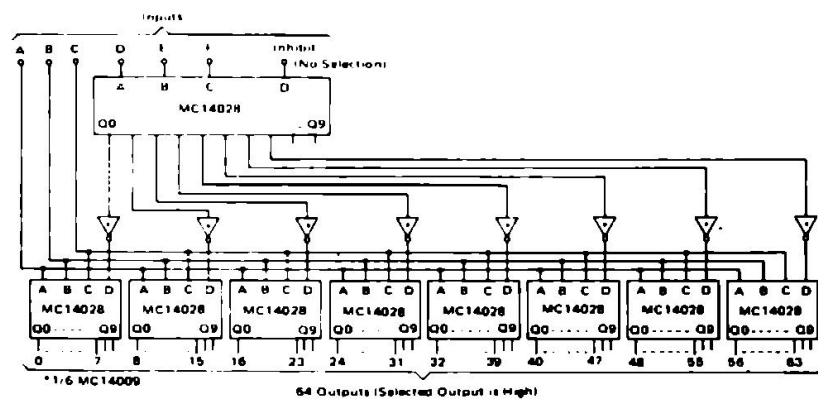 Inputs
A B C D E F Inhibit
(No Selection)
A B C D
MC14028
Q0 Q9
A B C D A B C D A B C D A B C D A B C D A B C D A B C D A B C D
MC14028 MC14028 MC14028 MC14028 MC14028 MC14028 MC14028 MC14028
Q0 Q9 Q0 Q9 Q0 Q9 Q0 Q9 Q0 Q9 Q0 Q9 Q0 Q9 Q0 Q9
0 7 8 15 16 23 24 31 32 39 40 47 48 55 56 63
*1/6 MC14009
64 Outputs (Selected Output is High)